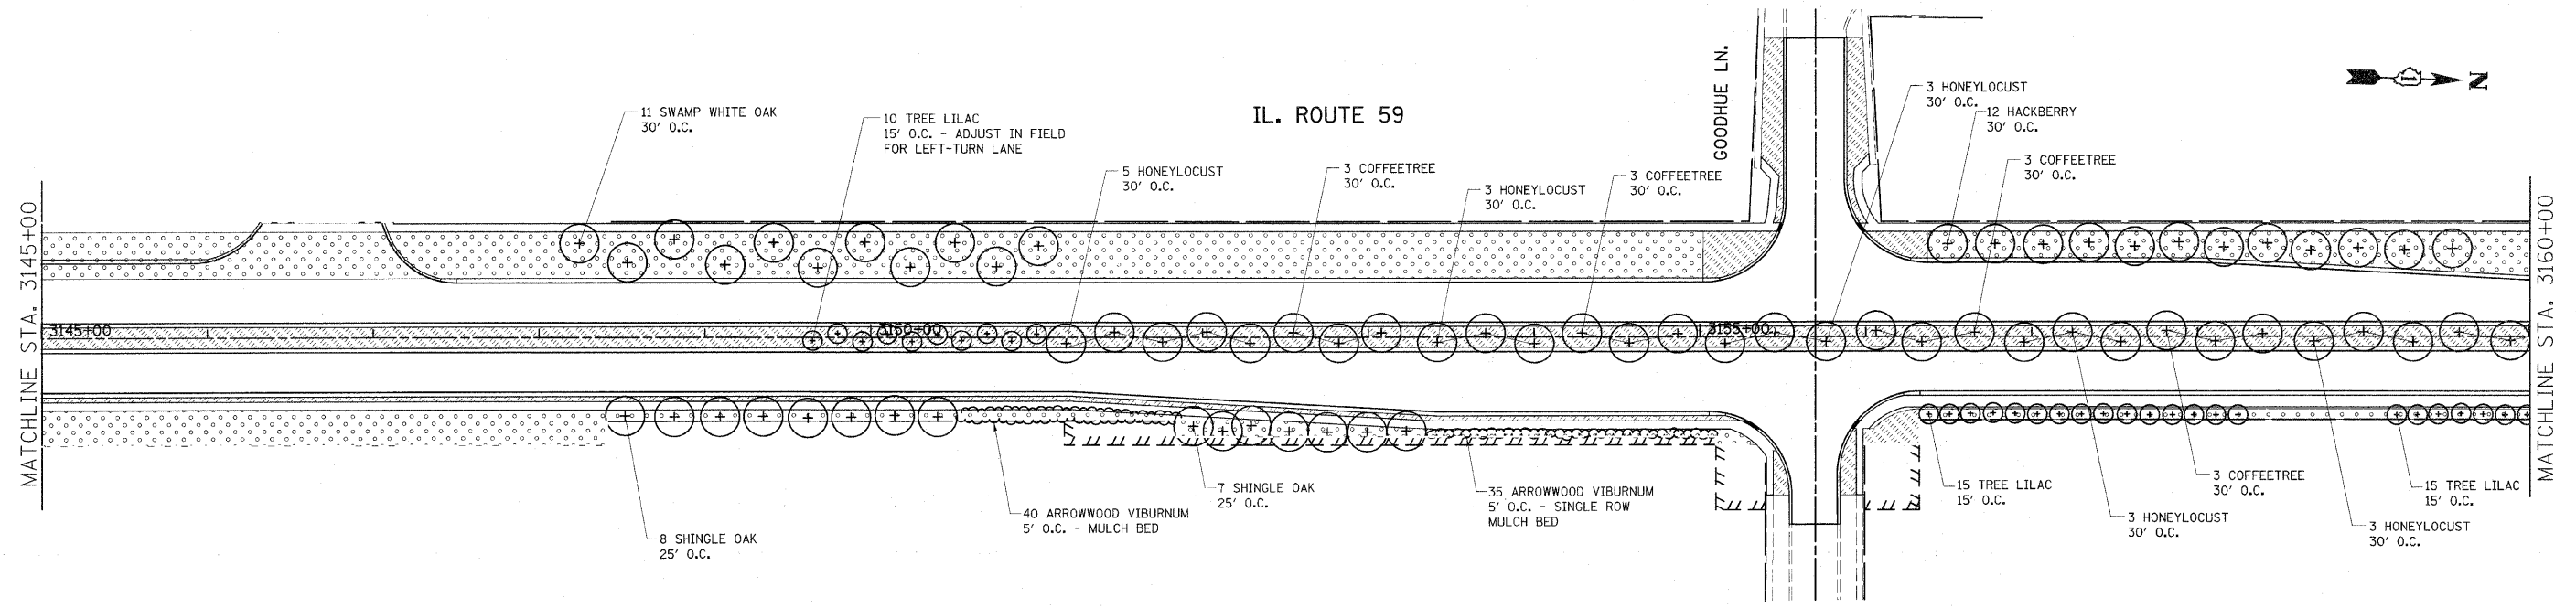 IL. ROUTE 59
GOODHUE LN.
N
11 SWAMP WHITE OAK
30' O.C.
10 TREE LILAC
15' O.C. - ADJUST IN FIELD
FOR LEFT-TURN LANE
5 HONEYLOCUST
30' O.C.
3 COFFEETREE
30' O.C.
3 HONEYLOCUST
30' O.C.
3 COFFEETREE
30' O.C.
3 HONEYLOCUST
30' O.C.
12 HACKBERRY
30' O.C.
3 COFFEETREE
30' O.C.
MATCHLINE STA. 3145+00
3145+00
3150+00
3155+00
MATCHLINE STA. 3160+00
8 SHINGLE OAK
25' O.C.
40 ARROWWOOD VIBURNUM
5' O.C. - MULCH BED
7 SHINGLE OAK
25' O.C.
35 ARROWWOOD VIBURNUM
5' O.C. - SINGLE ROW
MULCH BED
15 TREE LILAC
15' O.C.
3 HONEYLOCUST
30' O.C.
3 COFFEETREE
30' O.C.
3 HONEYLOCUST
30' O.C.
15 TREE LILAC
15' O.C.